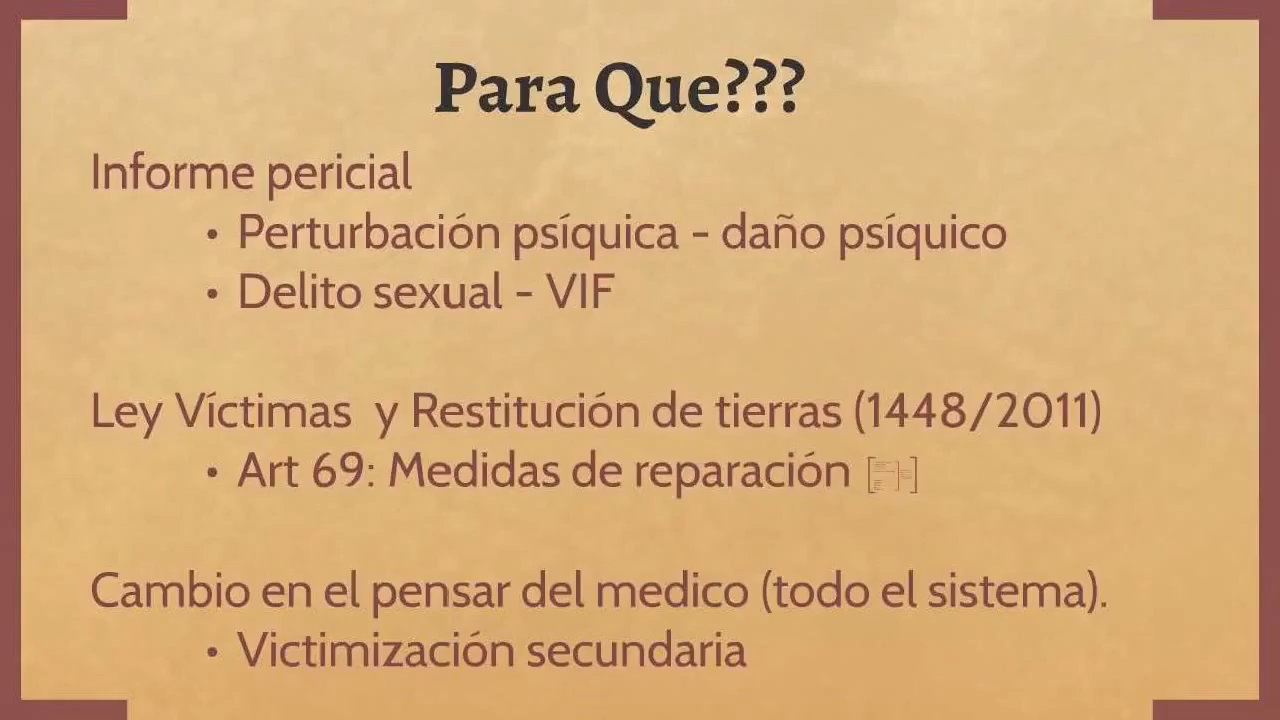 Para Que???
Informe pericial
• Perturbación psíquica - daño psíquico
• Delito sexual - VIF
Ley Víctimas y Restitución de tierras (1448/2011)
• Art 69: Medidas de reparación
Cambio en el pensar del medico (todo el sistema).
• Victimización secundaria